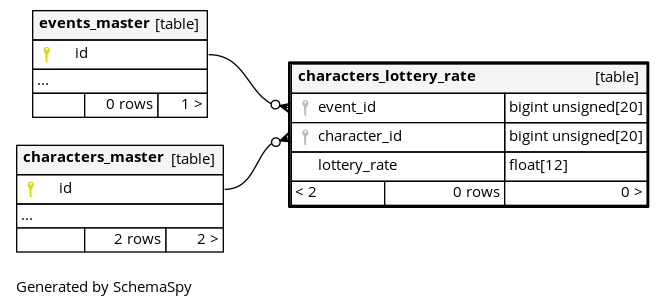 events_master [table]
id
...
0 rows 1 >
characters_lottery_rate [table]
event_id bigint unsigned[20]
character_id bigint unsigned[20]
lottery_rate float[12]
< 2 0 rows 0 >
characters_master [table]
id
...
2 rows 2 >
Generated by SchemaSpy